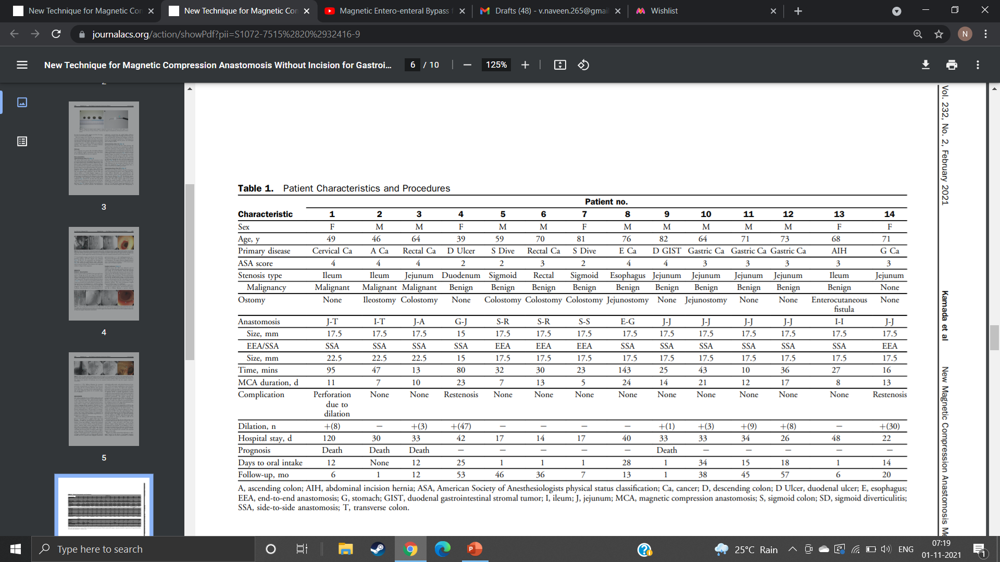 New Technique for Magnetic Con
New Technique for Magnetic Con
Magnetic Entero-enteral Bypass f
Drafts (48) - v.naveen.265@gmail
Wishlist
journalacs.org/action/showPdf?pii=S1072-7515%2820%2932416-9
N
New Technique for Magnetic Compression Anastomosis Without Incision for Gastroi...
6 / 10
125%
3
4
5
Vol. 232, No. 2, February 2021
Kamada et al
New Magnetic Compression Anastomosis Me
Table 1. Patient Characteristics and Procedures
Patient no.
Characteristic 1 2 3 4 5 6 7 8 9 10 11 12 13 14
Sex F M M F M M F M M M M M F F
Age, y 49 46 64 39 59 70 81 76 82 64 71 73 68 71
Primary disease Cervical Ca A Ca Rectal Ca D Ulcer S Dive Rectal Ca S Dive E Ca D GIST Gastric Ca Gastric Ca Gastric Ca AIH G Ca
ASA score 4 4 4 2 2 3 2 4 4 3 3 3 3 3
Stenosis type Ileum Ileum Jejunum Duodenum Sigmoid Rectal Sigmoid Esophagus Jejunum Jejunum Jejunum Jejunum Ileum Jejunum
Malignancy Malignant Malignant Malignant Benign Benign Benign Benign Benign Benign Benign Benign Benign Benign None
Ostomy None Ileostomy Colostomy None Colostomy Colostomy Colostomy Jejunostomy None Jejunostomy None None Enterocutaneous None
fistula
Anastomosis J-T I-T J-A G-J S-R S-R S-S E-G J-J J-J J-J J-J I-I J-J
Size, mm 17.5 17.5 17.5 15 17.5 17.5 17.5 17.5 17.5 17.5 17.5 17.5 17.5 17.5
EEA/SSA SSA SSA SSA SSA EEA EEA EEA SSA SSA SSA SSA SSA SSA EEA
Size, mm 22.5 22.5 22.5 15 17.5 17.5 17.5 17.5 17.5 17.5 17.5 17.5 17.5 17.5
Time, mins 95 47 13 80 32 30 23 143 25 43 10 36 27 16
MCA duration, d 11 7 10 23 7 13 5 24 14 21 12 17 8 13
Complication Perforation None None Restenosis None None None None None None None None None Restenosis
due to
dilation
Dilation, n +(8) – +(3) +(47) – – – – +(1) +(3) +(9) +(8) – +(30)
Hospital stay, d 120 30 33 42 17 14 17 40 33 33 34 26 48 22
Prognosis Death Death Death – – – – – Death – – – – –
Days to oral intake 12 None 12 25 1 1 1 28 1 34 15 18 1 14
Follow-up, mo 6 1 12 53 46 36 7 13 1 38 45 57 6 20
A, ascending colon; AIH, abdominal incision hernia; ASA, American Society of Anesthesiologists physical status classification; Ca, cancer; D, descending colon; D Ulcer, duodenal ulcer; E, esophagus;
EEA, end-to-end anastomosis; G, stomach; GIST, duodenal gastrointestinal stromal tumor; I, ileum; J, jejunum; MCA, magnetic compression anastomosis; S, sigmoid colon; SD, sigmoid diverticulitis;
SSA, side-to-side anastomosis; T, transverse colon.
Type here to search
25°C Rain
ENG
07:19
01-11-2021
1